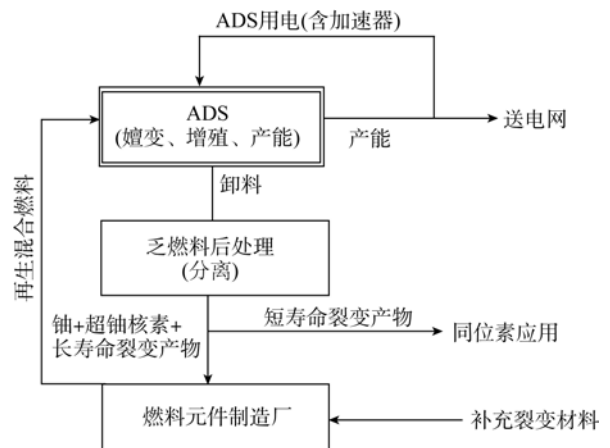 ADS用电(含加速器)
ADS
(嬗变、增殖、产能)
产能
送电网
卸料
再生混合燃料
乏燃料后处理
(分离)
铀+超铀核素+
长寿命裂变产物
短寿命裂变产物
同位素应用
燃料元件制造厂
补充裂变材料